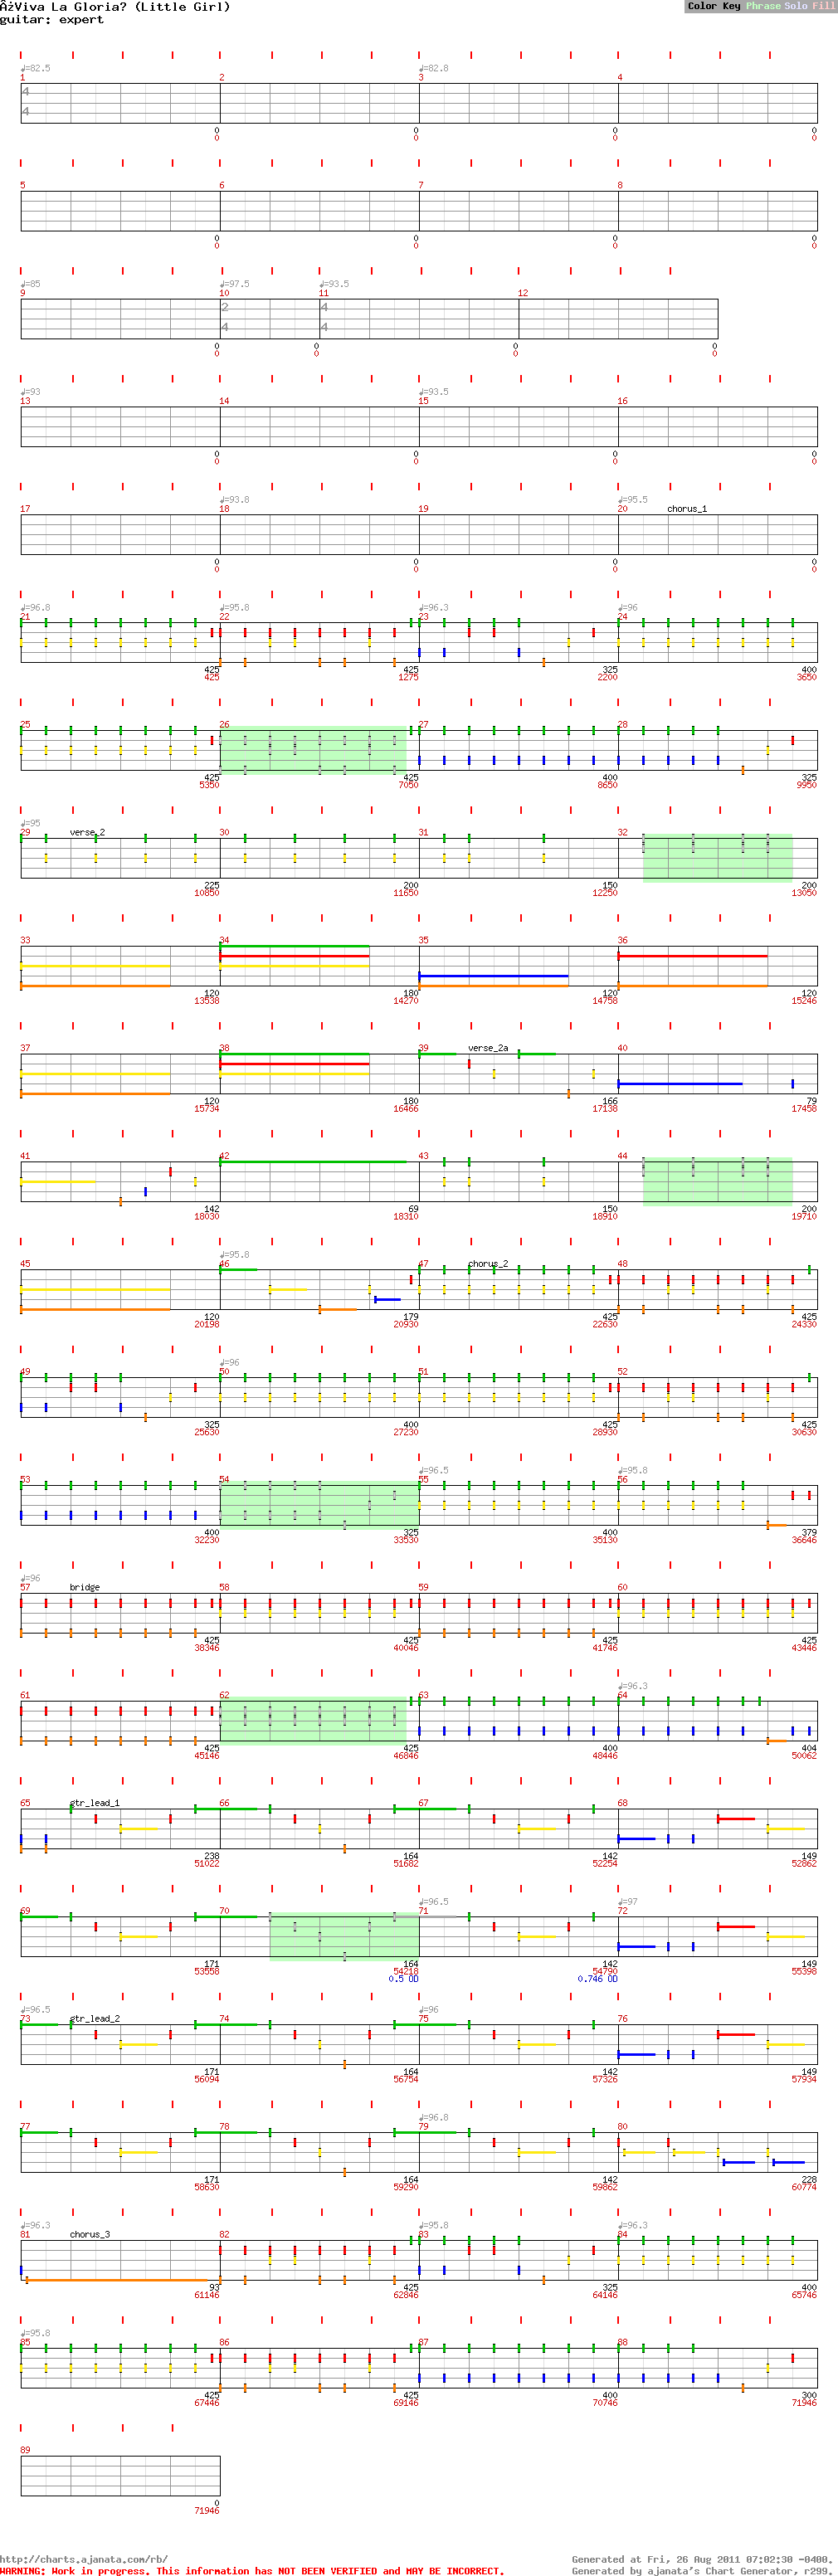 Â¿Viva La Gloria? (Little Girl)
Color Key Phrase Solo Fill
guitar: expert
♩=82.5 ♩=82.8
1 2 3 4
4
4
0 0 0 0
0 0 0 0
5 6 7 8
0 0 0 0
0 0 0 0
♩=85 ♩=97.5 ♩=93.5
9 10 11 12
2 4
4 4
0 0 0 0
0 0 0 0
♩=93 ♩=93.5
13 14 15 16
0 0 0 0
0 0 0 0
♩=93.8 ♩=95.5
17 18 19 20 chorus_1
0 0 0 0
0 0 0 0
♩=96.8 ♩=95.8 ♩=96.3 ♩=96
21 22 23 24
425 425 325 400
425 1275 2200 3650
25 26 27 28
425 425 400 325
5350 7050 8650 9950
♩=95
29 verse_2 30 31 32
225 200 150 200
10850 11650 12250 13050
33 34 35 36
120 180 120 120
13538 14270 14758 15246
37 38 39 verse_2a 40
120 180 166 79
15734 16466 17138 17458
41 42 43 44
142 69 150 200
18030 18310 18910 19710
♩=95.8
45 46 47 chorus_2 48
120 179 425 425
20198 20930 22630 24330
♩=96
49 50 51 52
325 400 425 425
25630 27230 28930 30630
♩=96.5 ♩=95.8
53 54 55 56
400 325 400 379
32230 33530 35130 36646
♩=96
57 bridge 58 59 60
425 425 425 425
38346 40046 41746 43446
♩=96.3
61 62 63 64
425 425 400 404
45146 46846 48446 50062
65 gtr_lead_1 66 67 68
238 164 142 149
51022 51682 52254 52862
♩=96.5 ♩=97
69 70 71 72
171 164 142 149
53558 54218 54790 55398
0.5 OD 0.746 OD
♩=96.5 ♩=96
73 gtr_lead_2 74 75 76
171 164 142 149
56094 56754 57326 57934
♩=96.8
77 78 79 80
171 164 142 228
58630 59290 59862 60774
♩=96.3 ♩=95.8 ♩=96.3
81 chorus_3 82 83 84
93 425 325 400
61146 62846 64146 65746
♩=95.8
85 86 87 88
425 425 400 300
67446 69146 70746 71946
89
0
71946
http://charts.ajanata.com/rb/ Generated at Fri, 26 Aug 2011 07:02:30 -0400.
WARNING: Work in progress. This information has NOT BEEN VERIFIED and MAY BE INCORRECT. Generated by ajanata's Chart Generator, r299.